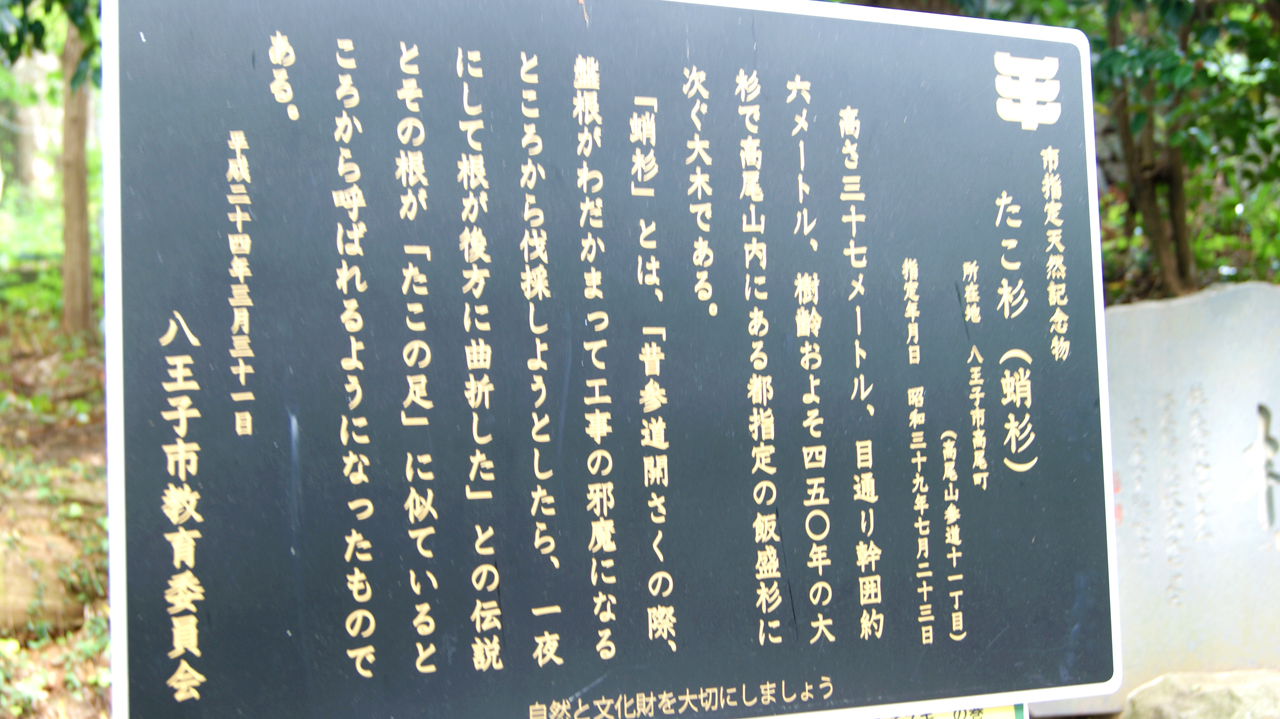 市指定天然記念物
たこ杉（蛸杉）
所在地　八王子市高尾町
（高尾山参道十一丁目）
指定年月日　昭和三十九年七月二十三日
高さ三十七メートル、目通り幹囲約
六メートル、樹齢およそ四五〇年の大
杉で高尾山内にある都指定の飯盛杉に
次ぐ大木である。
「蛸杉」とは、「昔参道開さくの際、
盤根がわだかまって工事の邪魔になる
ところから伐採しようとしたら、一夜
にして根が後方に曲折した」との伝説
とその根が「たこの足」に似ていると
ころから呼ばれるようになったもので
ある。
平成二十四年三月三十一日
八王子市教育委員会
自然と文化財を大切にしましょう